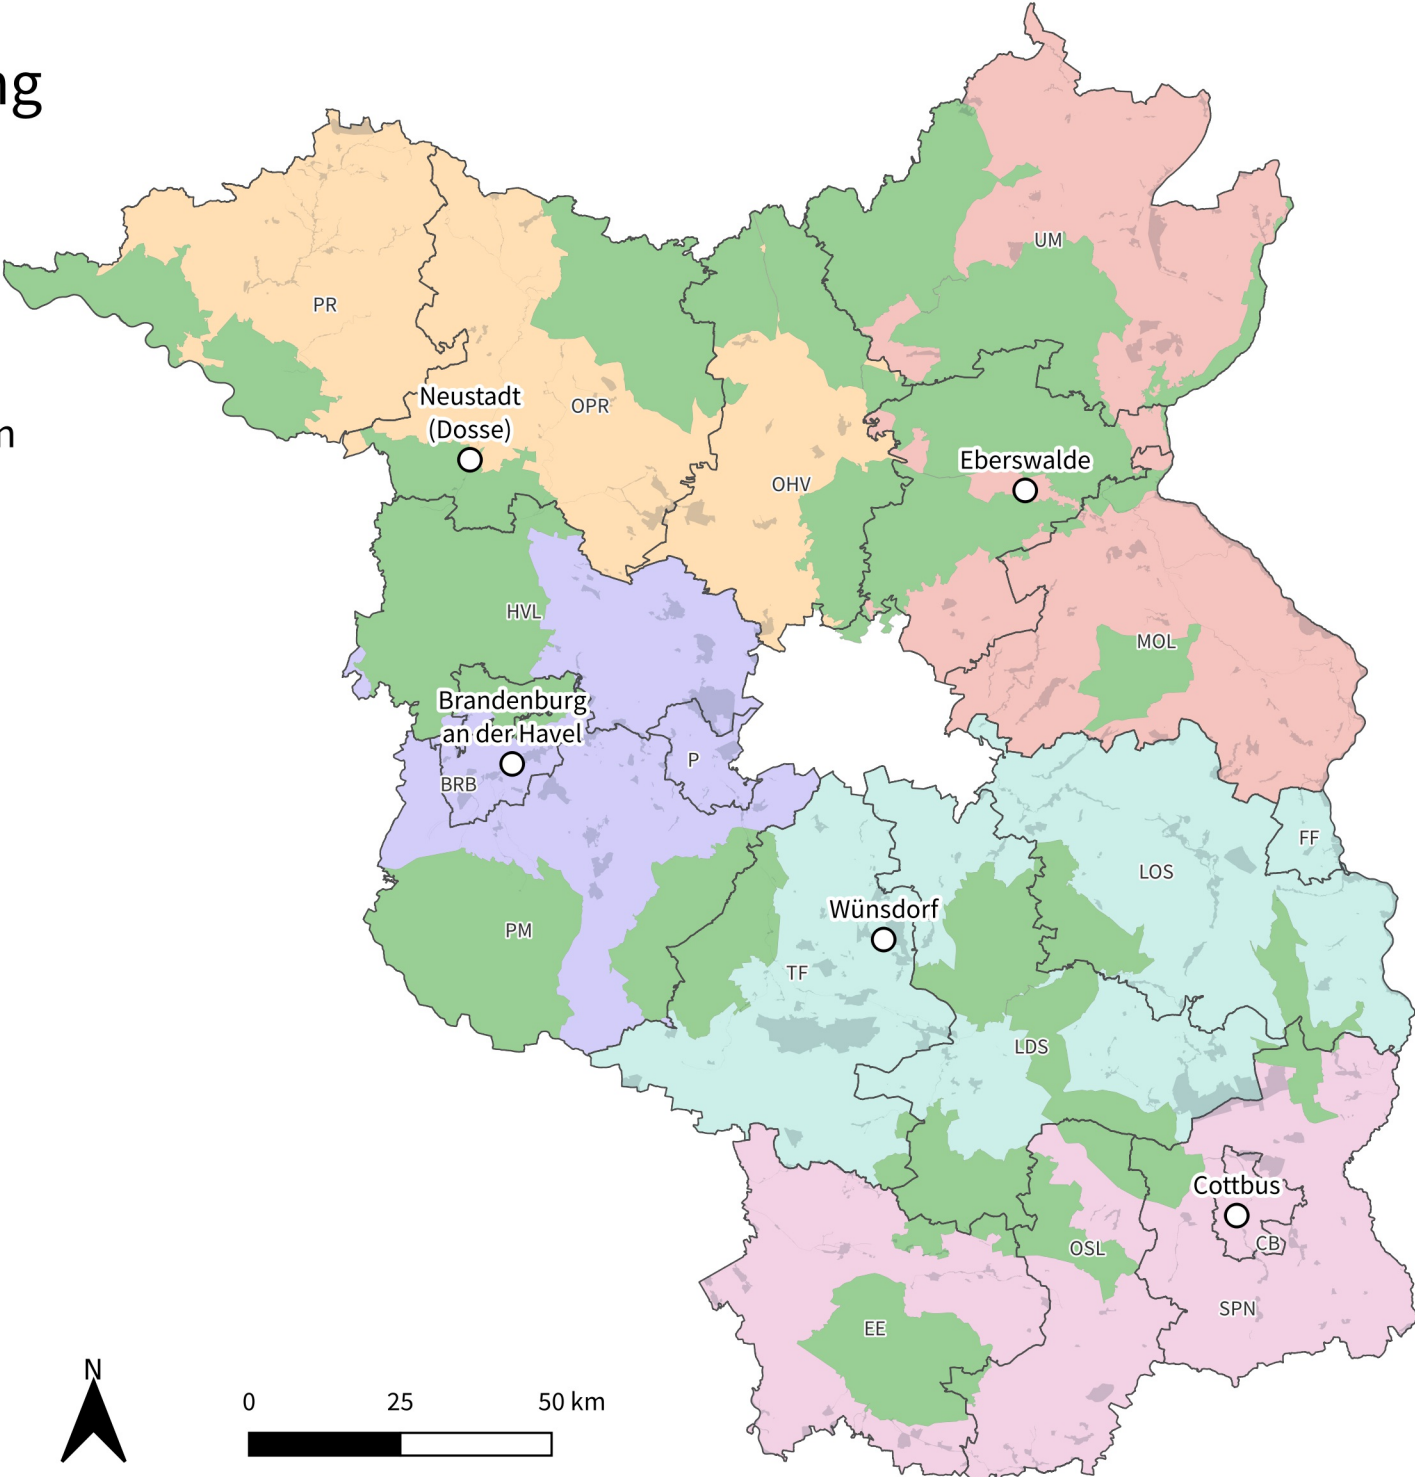 ng
n
UM
PR
Neustadt
(Dosse)
OPR
Eberswalde
OHV
HVL
MOL
Brandenburg
an der Havel
P
BRB
FF
LOS
Wünsdorf
PM
TF
LDS
Cottbus
CB
OSL
SPN
EE
N
0 25 50 km